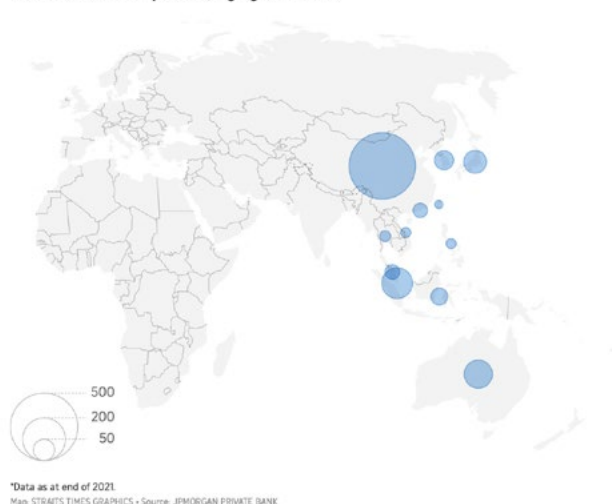 500
200
50
*Data as at end of 2021.
Map: STRAITS TIMES GRAPHICS • Source: JPMORGAN PRIVATE BANK